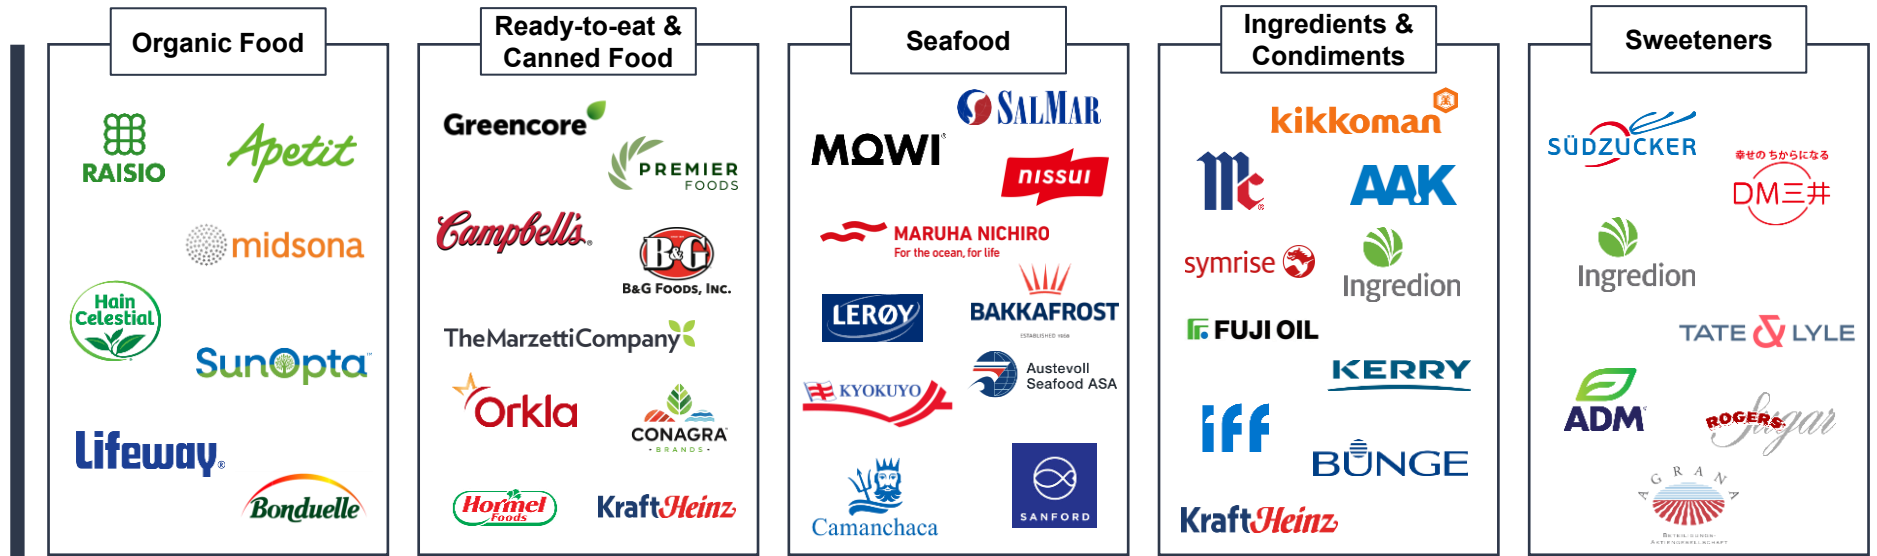 Organic Food
RAISIO
Apetit
midsona
Hain
Celestial
SunOpta
Lifeway®
Bonduelle
Ready-to-eat &
Canned Food
Greencore
PREMIER
FOODS
Campbell's®
B&G
B&G FOODS, INC.
TheMarzettiCompany
Orkla
CONAGRA
• BRANDS •
Hormel
Foods
KraftHeinz
Seafood
SALMAR
MOWI®
nissui
MARUHA NICHIRO
For the ocean, for life
LERØY
BAKKAFROST
ESTABLISHED 1968
Austevoll
Seafood ASA
KYOKUYO
Camanchaca
SANFORD
Ingredients &
Condiments
kikkoman
Mc®
AAK
symrise
Ingredion
FUJI OIL
KERRY
iff
BUNGE
KraftHeinz
Sweeteners
SÜDZUCKER
幸せのちからになる
DM三井
Ingredion
TATE & LYLE
ADM
ROGERS
Sugar
AGRANA
BETEILIGUNGS-
AKTIENGESELLSCHAFT